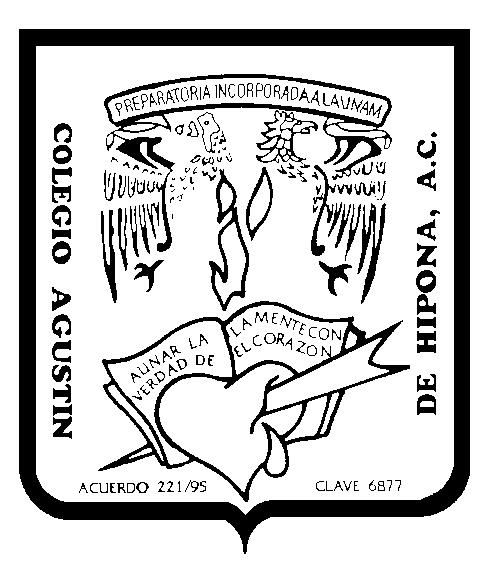 PREPARATORIA INCORPORADA A LA UNAM
COLEGIO AGUSTIN
DE HIPONA, A.C.
AUNAR LA
VERDAD DE
LA MENTE CON
EL CORAZON
ACUERDO 221/95
CLAVE 6877